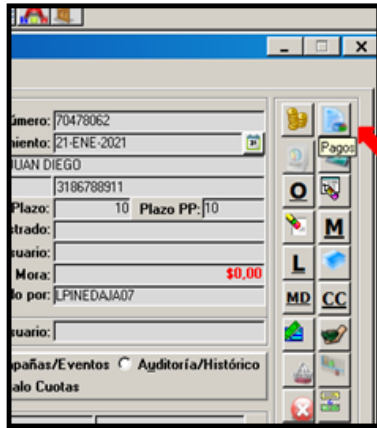 úmero: 70478062
niento: 21-ENE-2021
JUAN DIEGO
3186788911
Plazo: 10 Plazo PP: 10
strado:
suario:
Mora: $0,00
do por: LPINEDAJA07
suario:
mpañas/Eventos Auditoría/Histórico
alo Cuotas
Pagos
O
M
L
MD CC